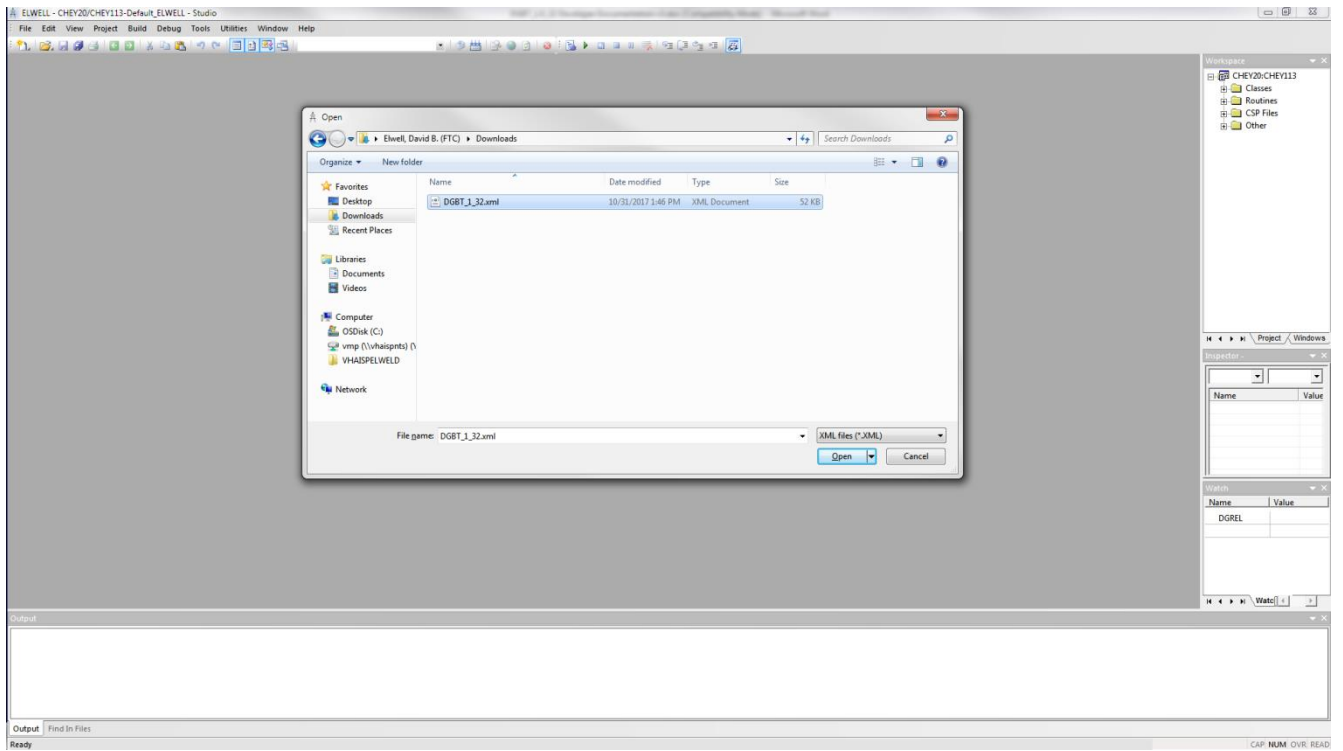 ELWELL - CHEY20/CHEY113-Default_ELWELL - Studio
File Edit View Project Build Debug Tools Utilities Window Help
Workspace
CHEY20:CHEY113
Classes
Routines
CSP Files
Other
Open
Elwell, David B. (FTC) Downloads
Search Downloads
Organize New folder
Favorites
Desktop
Downloads
Recent Places
Libraries
Documents
Videos
Computer
OSDisk (C:)
vmp (\\vhaispnts) (\
VHAISPELWELD
Network
Name Date modified Type Size
DGBT_1_32.xml 10/31/2017 1:46 PM XML Document 52 KB
File name: DGBT_1_32.xml XML files (*.XML)
Open Cancel
Project Windows
Inspector -
Name Value
Watch
Name Value
DGREL
Watc
Output
Output Find In Files
Ready CAP NUM OVR READ